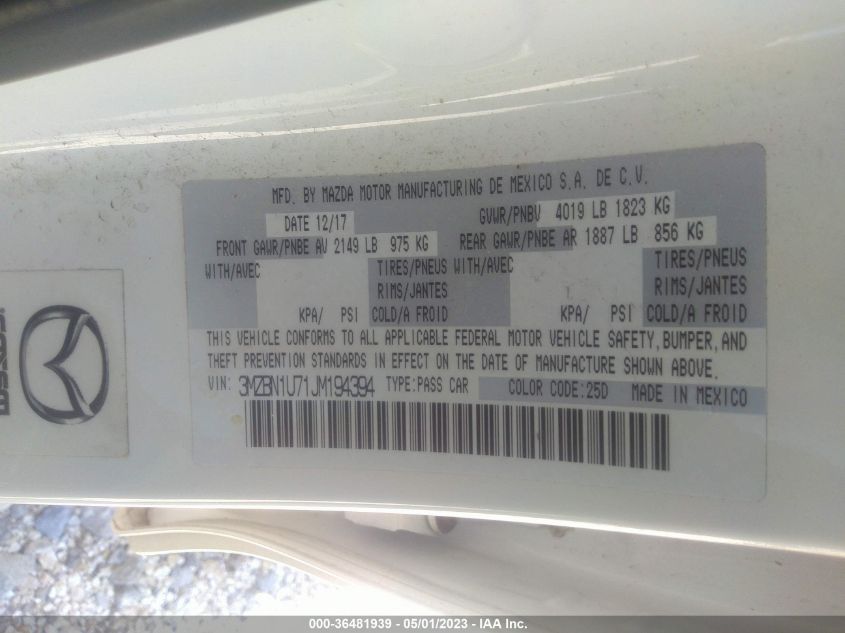 MFD. BY MAZDA MOTOR MANUFACTURING DE MEXICO S.A. DE C.V.
DATE 12/17 GVWR/PNBV 4019 LB 1823 KG
FRONT GAWR/PNBE AV 2149 LB 975 KG REAR GAWR/PNBE AR 1887 LB 856 KG
WITH/AVEC TIRES/PNEUS WITH/AVEC TIRES/PNEUS
RIMS/JANTES RIMS/JANTES
KPA/ PSI COLD/A FROID KPA/ PSI COLD/A FROID
THIS VEHICLE CONFORMS TO ALL APPLICABLE FEDERAL MOTOR VEHICLE SAFETY, BUMPER, AND
THEFT PREVENTION STANDARDS IN EFFECT ON THE DATE OF MANUFACTURE SHOWN ABOVE.
VIN: 3MZBN1U71JM194394 TYPE:PASS CAR COLOR CODE:25D MADE IN MEXICO
mazda
000-36481939 - 05/01/2023 - IAA Inc.